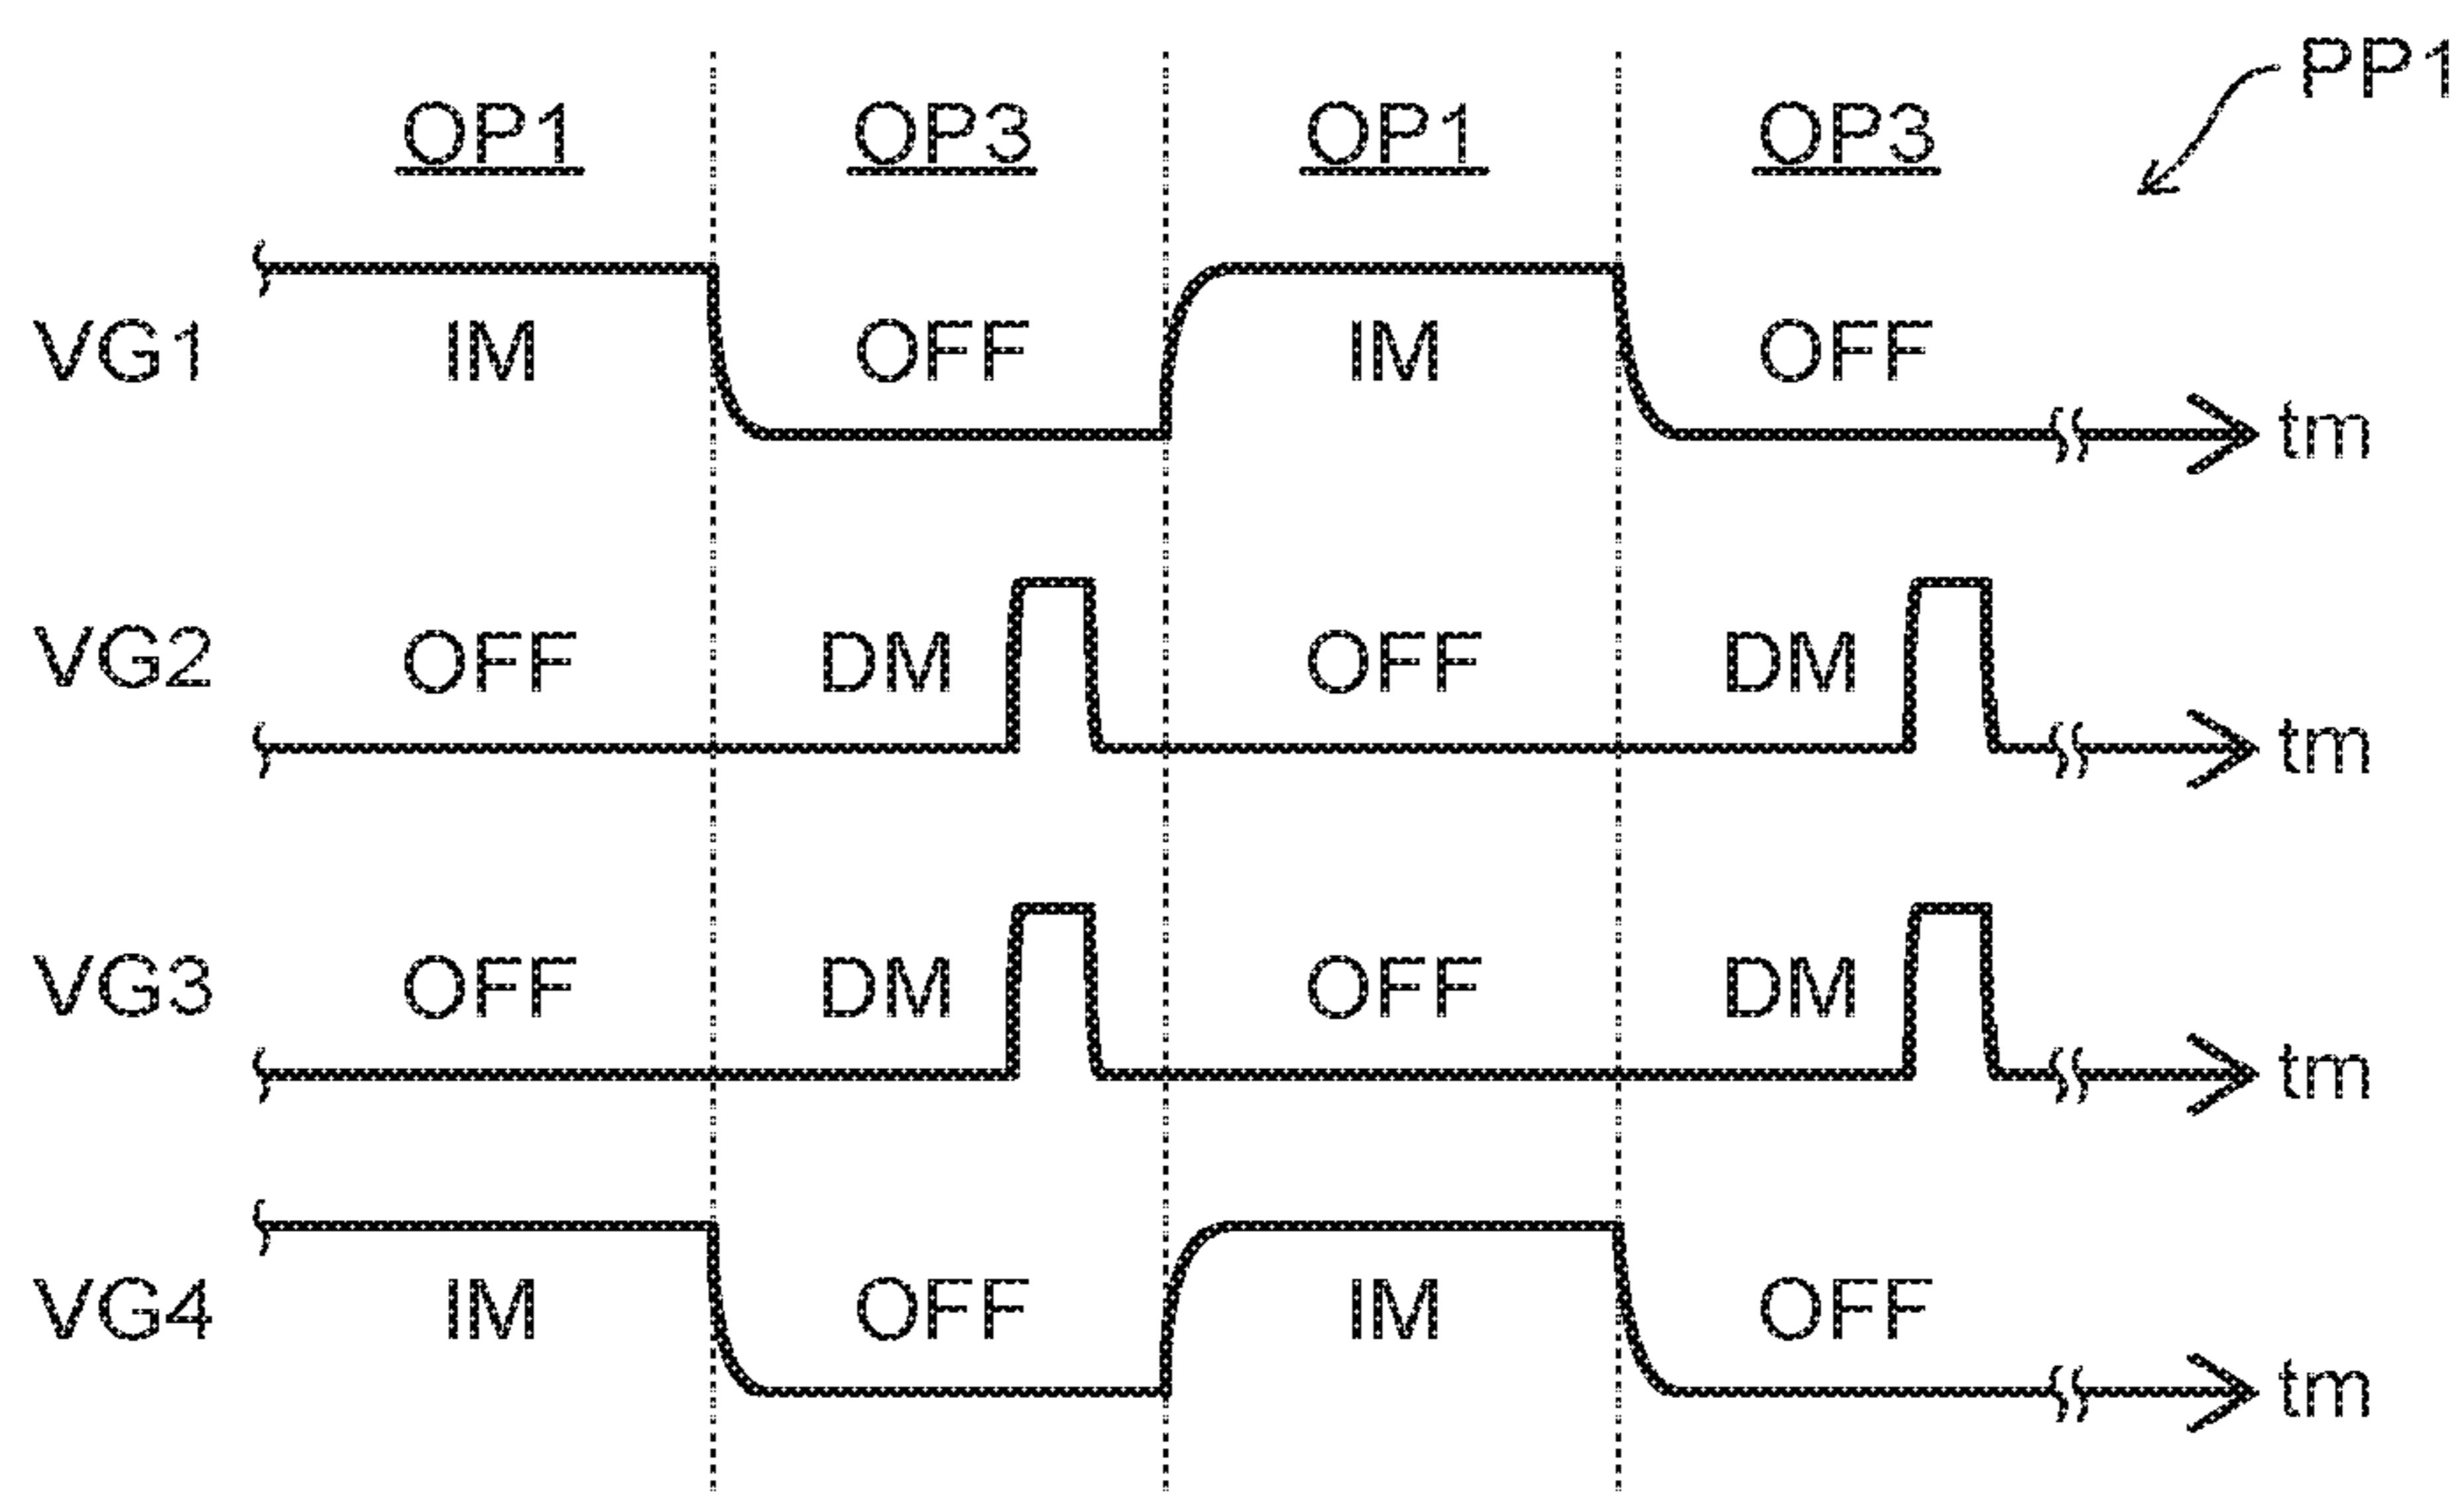 PP1
OP1 OP3 OP1 OP3
VG1 IM OFF IM OFF tm
VG2 OFF DM OFF DM tm
VG3 OFF DM OFF DM tm
VG4 IM OFF IM OFF tm